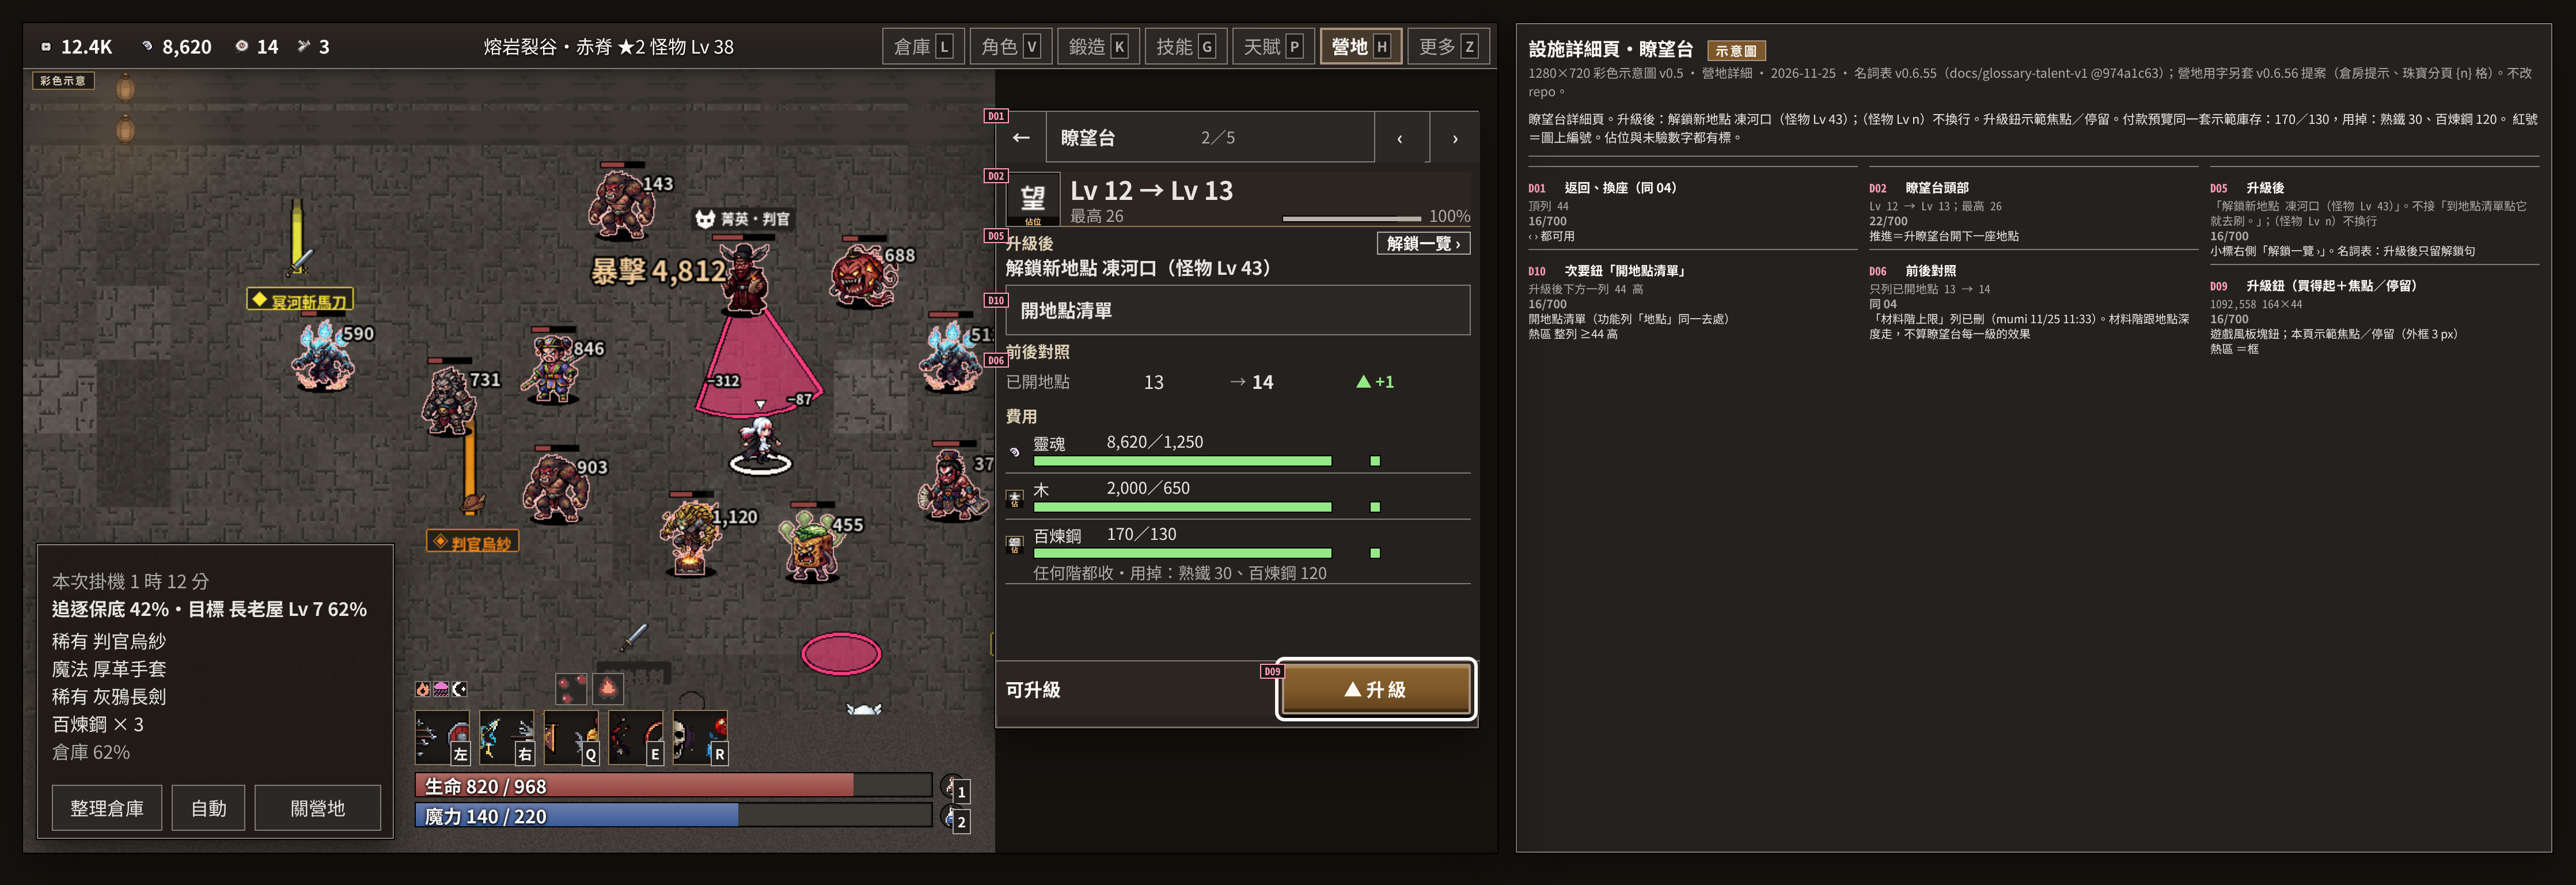 12.4K 8,620 14 3
熔岩裂谷・赤脊 ★2 怪物 Lv 38
倉庫 L 角色 V 鍛造 K 技能 G 天賦 P 營地 H 更多 Z
彩色示意
143
菁英・判官
暴擊 4,812
688
冥河斬馬刀
590
846
51
731
-312
-87
903
37
1,120
455
判官烏紗
本次掛機 1 時 12 分
追逐保底 42%・目標 長老屋 Lv 7 62%
稀有 判官烏紗
魔法 厚革手套
稀有 灰鴉長劍
百煉鋼 × 3
倉庫 62%
整理倉庫 自動 關營地
左 右 Q E R
生命 820 / 968
1
魔力 140 / 220
2
D01
← 瞭望台 2／5 ‹ ›
D02
望
佔位
Lv 12 → Lv 13
最高 26 100%
D05
升級後 解鎖一覽 ›
解鎖新地點 凍河口（怪物 Lv 43）
D10
開地點清單
D06
前後對照
已開地點 13 → 14 ▲ +1
費用
靈魂 8,620／1,250
木 2,000／650
佔
百煉鋼 170／130
佔
任何階都收・用掉：熟鐵 30、百煉鋼 120
可升級
D09
▲ 升級
設施詳細頁・瞭望台 示意圖
1280×720 彩色示意圖 v0.5 ・ 營地詳細 ・ 2026-11-25 ・ 名詞表 v0.6.55（docs/glossary-talent-v1 @974a1c63）；營地用字另套 v0.6.56 提案（倉房提示、珠寶分頁 {n} 格）。不改
repo。
瞭望台詳細頁。升級後：解鎖新地點 凍河口（怪物 Lv 43）；（怪物 Lv n）不換行。升級鈕示範焦點／停留。付款預覽同一套示範庫存：170／130，用掉：熟鐵 30、百煉鋼 120。 紅號
＝圖上編號。佔位與未驗數字都有標。
D01 返回、換座（同 04）
頂列 44
16/700
‹ › 都可用
D02 瞭望台頭部
Lv 12 → Lv 13；最高 26
22/700
推進＝升瞭望台開下一座地點
D05 升級後
「解鎖新地點 凍河口（怪物 Lv 43）」。不接「到地點清單點它
就去刷。」；（怪物 Lv n）不換行
16/700
小標右側「解鎖一覽 ›」。名詞表：升級後只留解鎖句
D10 次要鈕「開地點清單」
升級後下方一列 44 高
16/700
開地點清單（功能列「地點」同一去處）
熱區 整列 ≥44 高
D06 前後對照
只列已開地點 13 → 14
同 04
「材料階上限」列已刪（mumi 11/25 11:33）。材料階跟地點深
度走，不算瞭望台每一級的效果
D09 升級鈕（買得起＋焦點／停留）
1092,558 164×44
16/700
遊戲風板塊鈕；本頁示範焦點／停留（外框 3 px）
熱區 ＝框